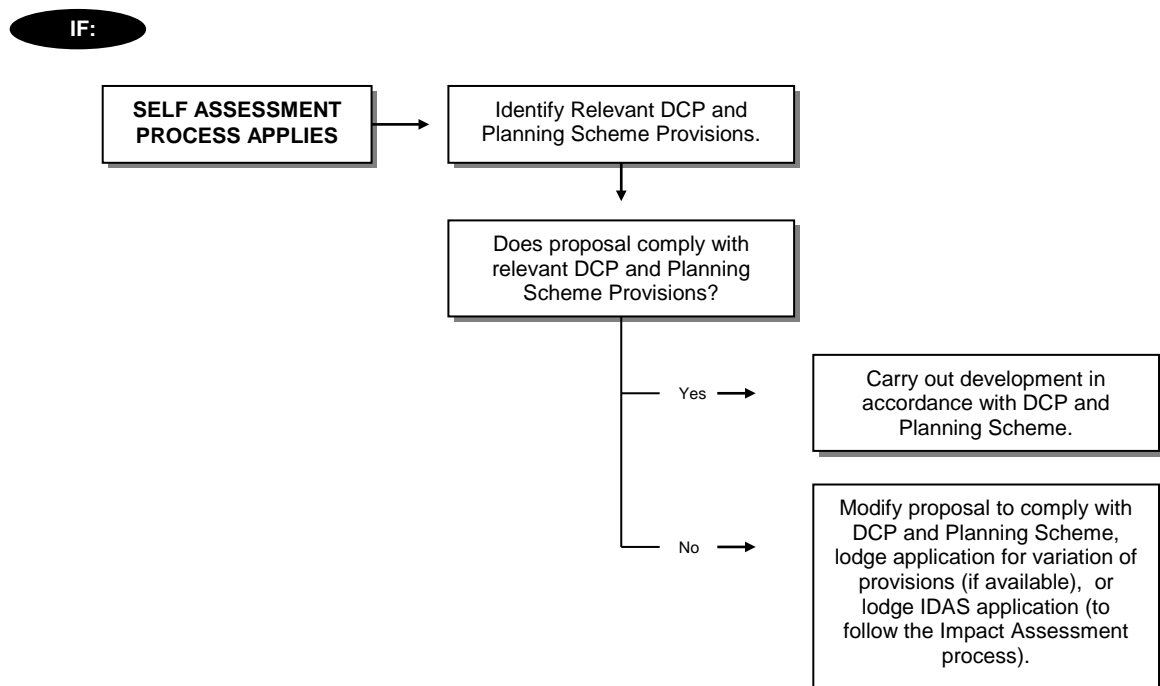 IF:
SELF ASSESSMENT
PROCESS APPLIES
Identify Relevant DCP and
Planning Scheme Provisions.
Does proposal comply with
relevant DCP and Planning
Scheme Provisions?
Yes
Carry out development in
accordance with DCP and
Planning Scheme.
No
Modify proposal to comply with
DCP and Planning Scheme,
lodge application for variation of
provisions (if available),  or
lodge IDAS application (to
follow the Impact Assessment
process).